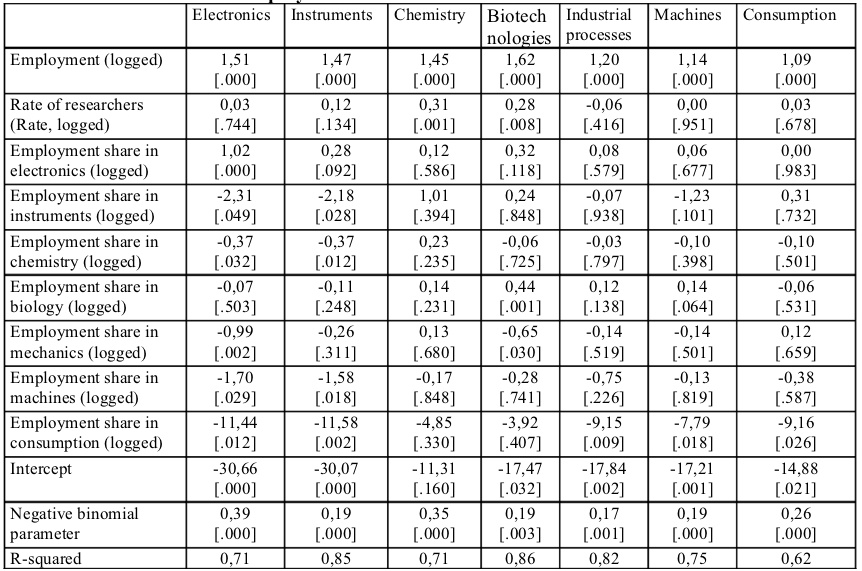 Electronics Instruments Chemistry Biotech Industrial Machines Consumption
nologies processes
Employment (logged) 1,51 1,47 1,45 1,62 1,20 1,14 1,09
[.000] [.000] [.000] [.000] [.000] [.000] [.000]
Rate of researchers 0,03 0,12 0,31 0,28 -0,06 0,00 0,03
(Rate, logged) [.744] [.134] [.001] [.008] [.416] [.951] [.678]
Employment share in 1,02 0,28 0,12 0,32 0,08 0,06 0,00
electronics (logged) [.000] [.092] [.586] [.118] [.579] [.677] [.983]
Employment share in -2,31 -2,18 1,01 0,24 -0,07 -1,23 0,31
instruments (logged) [.049] [.028] [.394] [.848] [.938] [.101] [.732]
Employment share in -0,37 -0,37 0,23 -0,06 -0,03 -0,10 -0,10
chemistry (logged) [.032] [.012] [.235] [.725] [.797] [.398] [.501]
Employment share in -0,07 -0,11 0,14 0,44 0,12 0,14 -0,06
biology (logged) [.503] [.248] [.231] [.001] [.138] [.064] [.531]
Employment share in -0,99 -0,26 0,13 -0,65 -0,14 -0,14 0,12
mechanics (logged) [.002] [.311] [.680] [.030] [.519] [.501] [.659]
Employment share in -1,70 -1,58 -0,17 -0,28 -0,75 -0,13 -0,38
machines (logged) [.029] [.018] [.848] [.741] [.226] [.819] [.587]
Employment share in -11,44 -11,58 -4,85 -3,92 -9,15 -7,79 -9,16
consumption (logged) [.012] [.002] [.330] [.407] [.009] [.018] [.026]
Intercept -30,66 -30,07 -11,31 -17,47 -17,84 -17,21 -14,88
[.000] [.000] [.160] [.032] [.002] [.001] [.021]
Negative binomial 0,39 0,19 0,35 0,19 0,17 0,19 0,26
parameter [.000] [.000] [.000] [.003] [.001] [.000] [.000]
R-squared 0,71 0,85 0,71 0,86 0,82 0,75 0,62